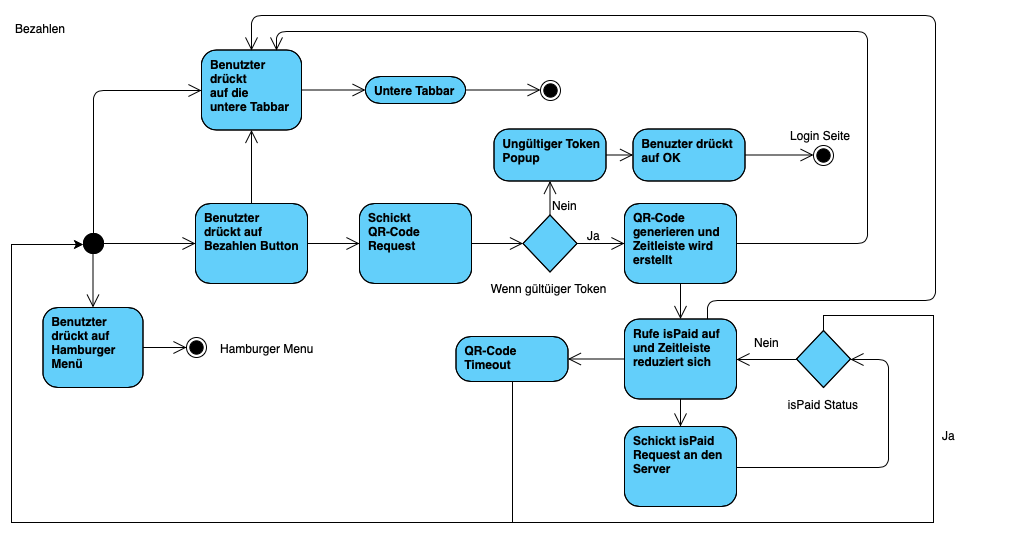 Bezahlen
Benutzter
drückt
auf die
untere Tabbar
Untere Tabbar
Ungültiger Token
Popup
Benuzter drückt
auf OK
Login Seite
Nein
Benutzter
drückt auf
Bezahlen Button
Schickt
QR-Code
Request
Ja
Wenn gültüiger Token
QR-Code
generieren und
Zeitleiste wird
erstellt
Benutzter
drückt auf
Hamburger
Menü
Hamburger Menu
QR-Code
Timeout
Rufe isPaid auf
und Zeitleiste
reduziert sich
Nein
isPaid Status
Ja
Schickt isPaid
Request an den
Server